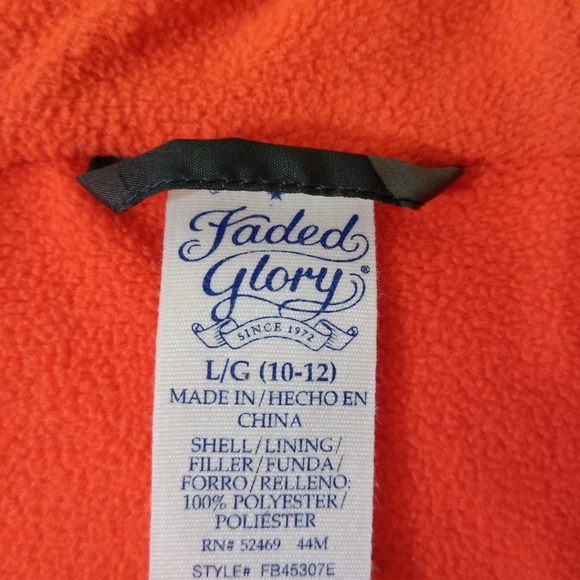 Faded
Glory®
SINCE 1972
L/G (10-12)
MADE IN/HECHO EN
CHINA
SHELL/LINING/
FILLER/FUNDA/
FORRO/RELLENO:
100% POLYESTER/
POLIÉSTER
RN# 52469 44M
STYLE# FB45307E